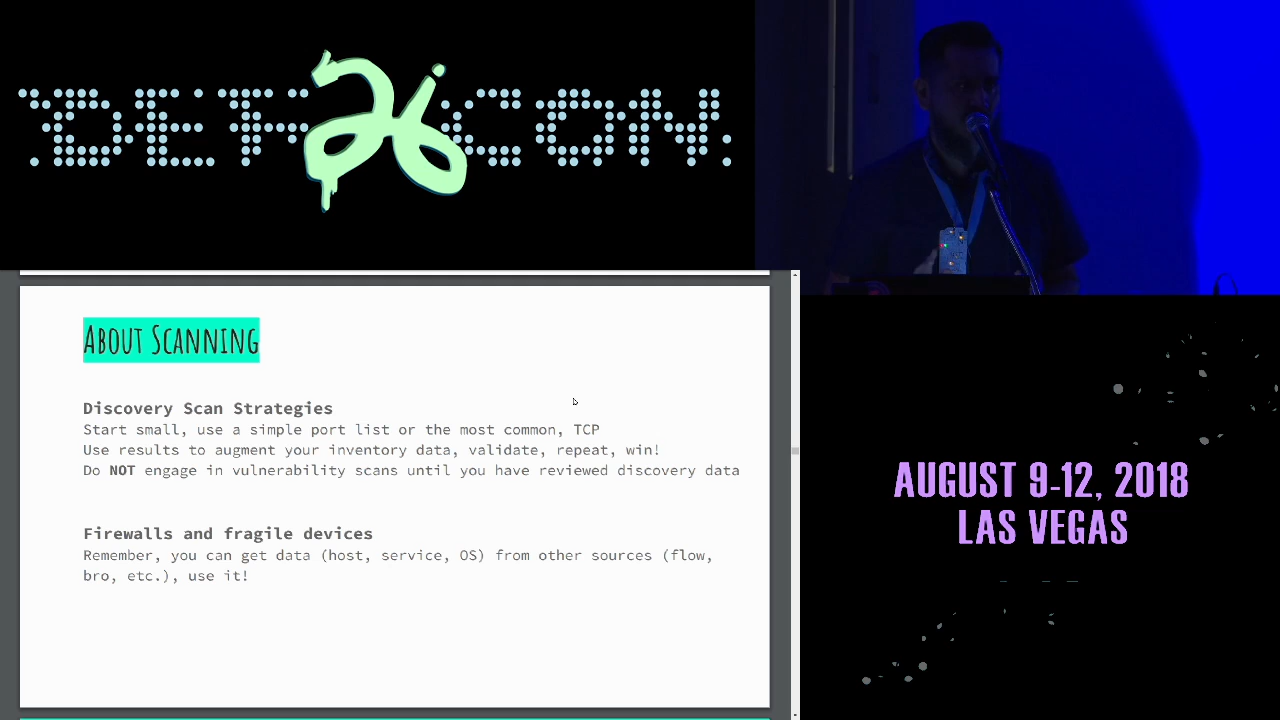 DEF 26 CON
About Scanning
Discovery Scan Strategies
Start small, use a simple port list or the most common, TCP
Use results to augment your inventory data, validate, repeat, win!
Do NOT engage in vulnerability scans until you have reviewed discovery data
Firewalls and fragile devices
Remember, you can get data (host, service, OS) from other sources (flow,
bro, etc.), use it!
AUGUST 9-12, 2018
LAS VEGAS